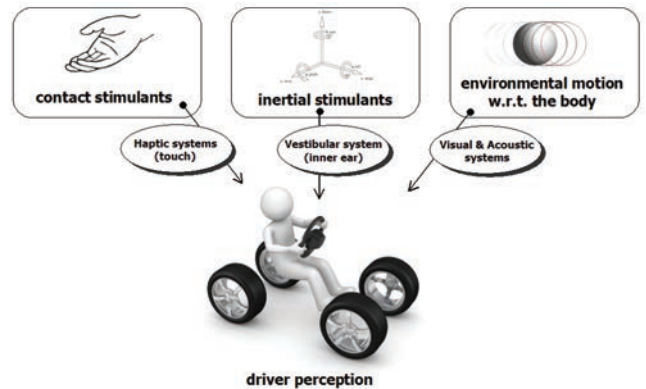 contact stimulants
inertial stimulants
environmental motion
w.r.t. the body
Haptic systems
(touch)
Vestibular system
(inner ear)
Visual & Acoustic
systems
driver perception